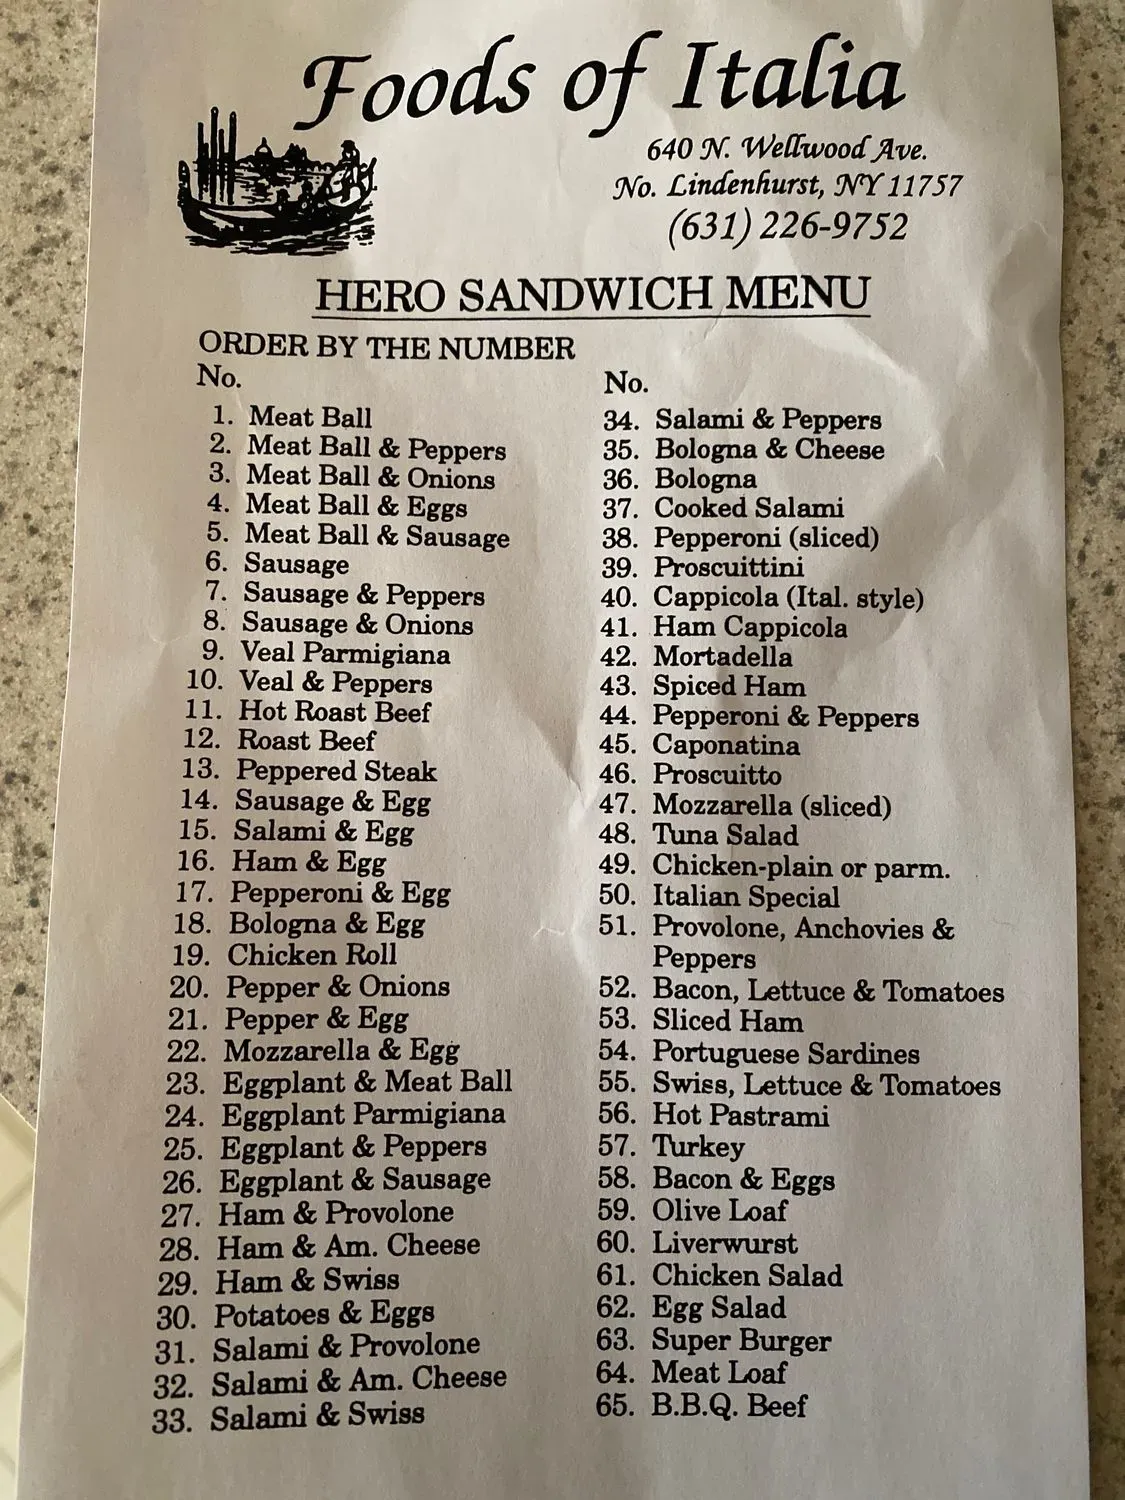 Foods of Italia
640 N. Wellwood Ave.
No. Lindenhurst, NY 11757
(631) 226-9752
HERO SANDWICH MENU
ORDER BY THE NUMBER
No.
1. Meat Ball
2. Meat Ball & Peppers
3. Meat Ball & Onions
4. Meat Ball & Eggs
5. Meat Ball & Sausage
6. Sausage
7. Sausage & Peppers
8. Sausage & Onions
9. Veal Parmigiana
10. Veal & Peppers
11. Hot Roast Beef
12. Roast Beef
13. Peppered Steak
14. Sausage & Egg
15. Salami & Egg
16. Ham & Egg
17. Pepperoni & Egg
18. Bologna & Egg
19. Chicken Roll
20. Pepper & Onions
21. Pepper & Egg
22. Mozzarella & Egg
23. Eggplant & Meat Ball
24. Eggplant Parmigiana
25. Eggplant & Peppers
26. Eggplant & Sausage
27. Ham & Provolone
28. Ham & Am. Cheese
29. Ham & Swiss
30. Potatoes & Eggs
31. Salami & Provolone
32. Salami & Am. Cheese
33. Salami & Swiss
No.
34. Salami & Peppers
35. Bologna & Cheese
36. Bologna
37. Cooked Salami
38. Pepperoni (sliced)
39. Proscuittini
40. Cappicola (Ital. style)
41. Ham Cappicola
42. Mortadella
43. Spiced Ham
44. Pepperoni & Peppers
45. Caponatina
46. Proscuitto
47. Mozzarella (sliced)
48. Tuna Salad
49. Chicken-plain or parm.
50. Italian Special
51. Provolone, Anchovies &
Peppers
52. Bacon, Lettuce & Tomatoes
53. Sliced Ham
54. Portuguese Sardines
55. Swiss, Lettuce & Tomatoes
56. Hot Pastrami
57. Turkey
58. Bacon & Eggs
59. Olive Loaf
60. Liverwurst
61. Chicken Salad
62. Egg Salad
63. Super Burger
64. Meat Loaf
65. B.B.Q. Beef